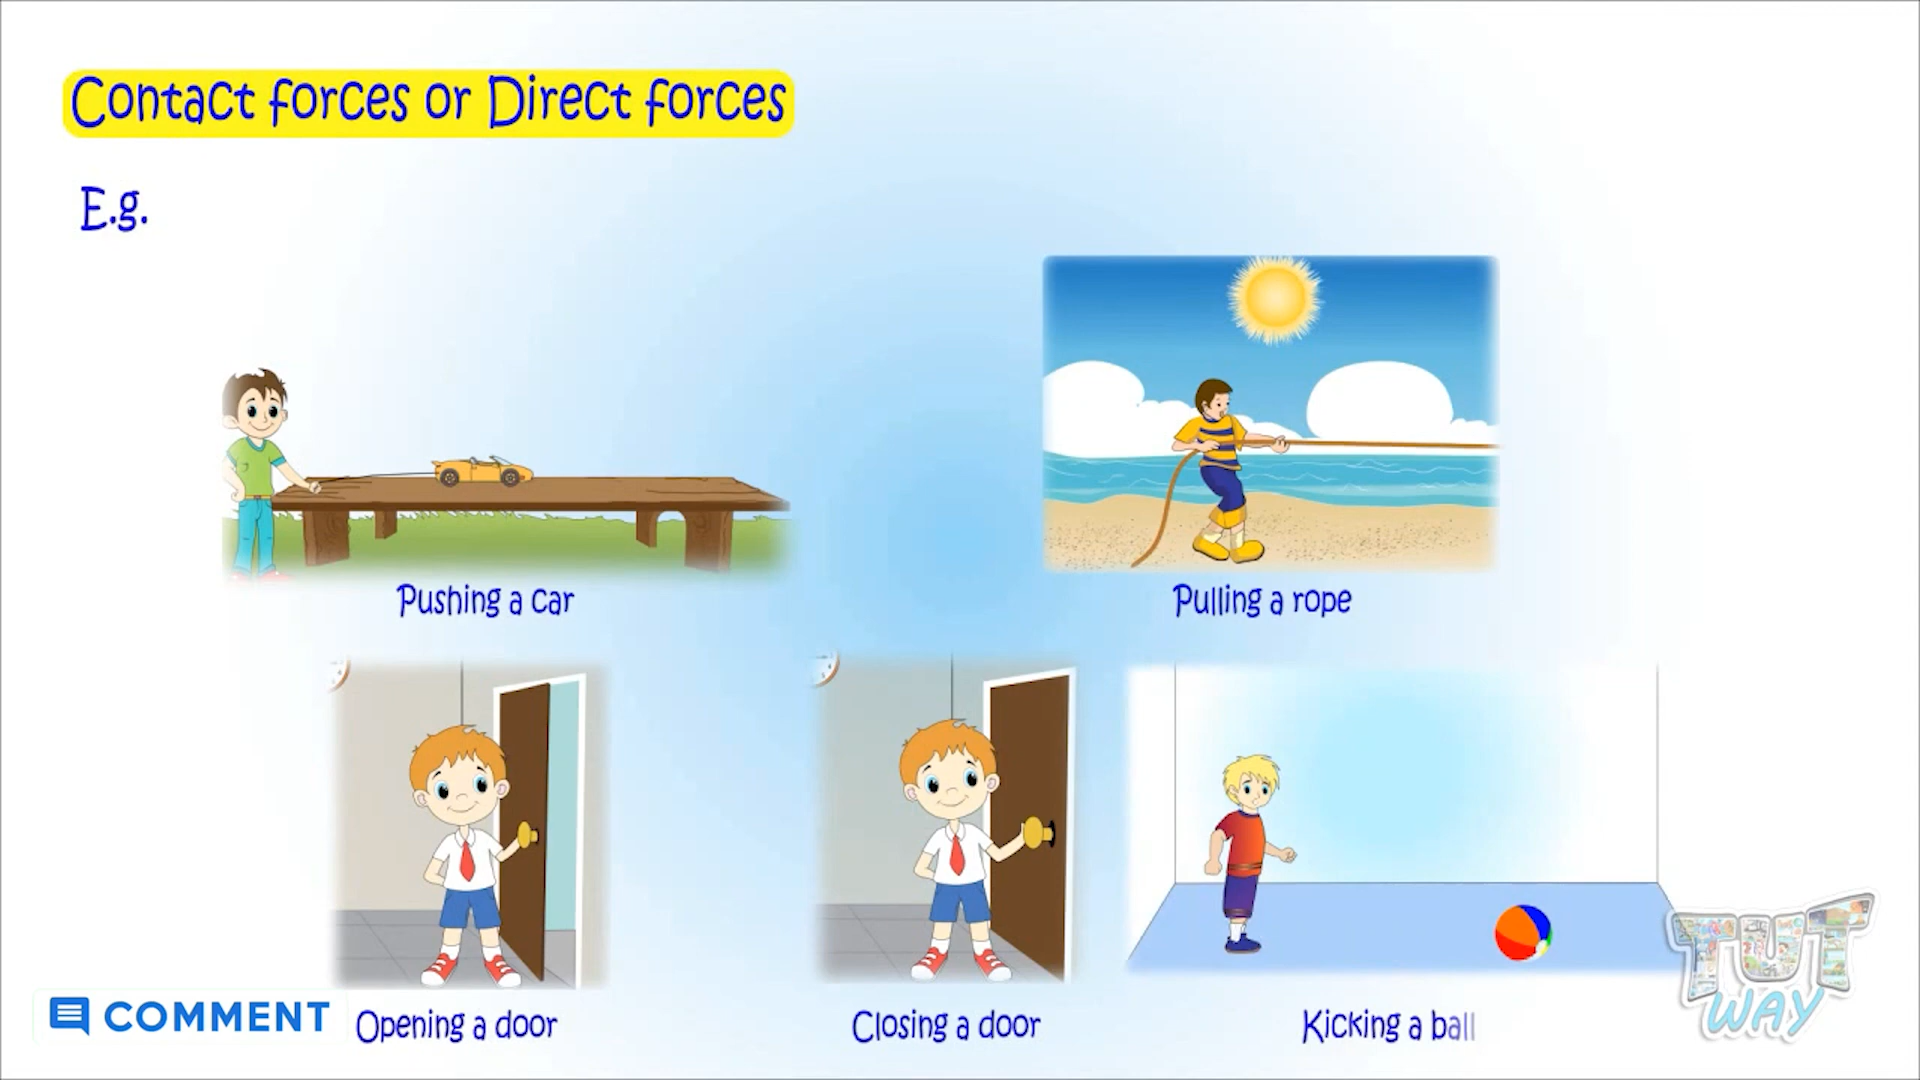 Contact forces or Direct forces
E.g.
Pushing a car
Pulling a rope
Opening a door
Closing a door
Kicking a ball
COMMENT
TUT
WAY